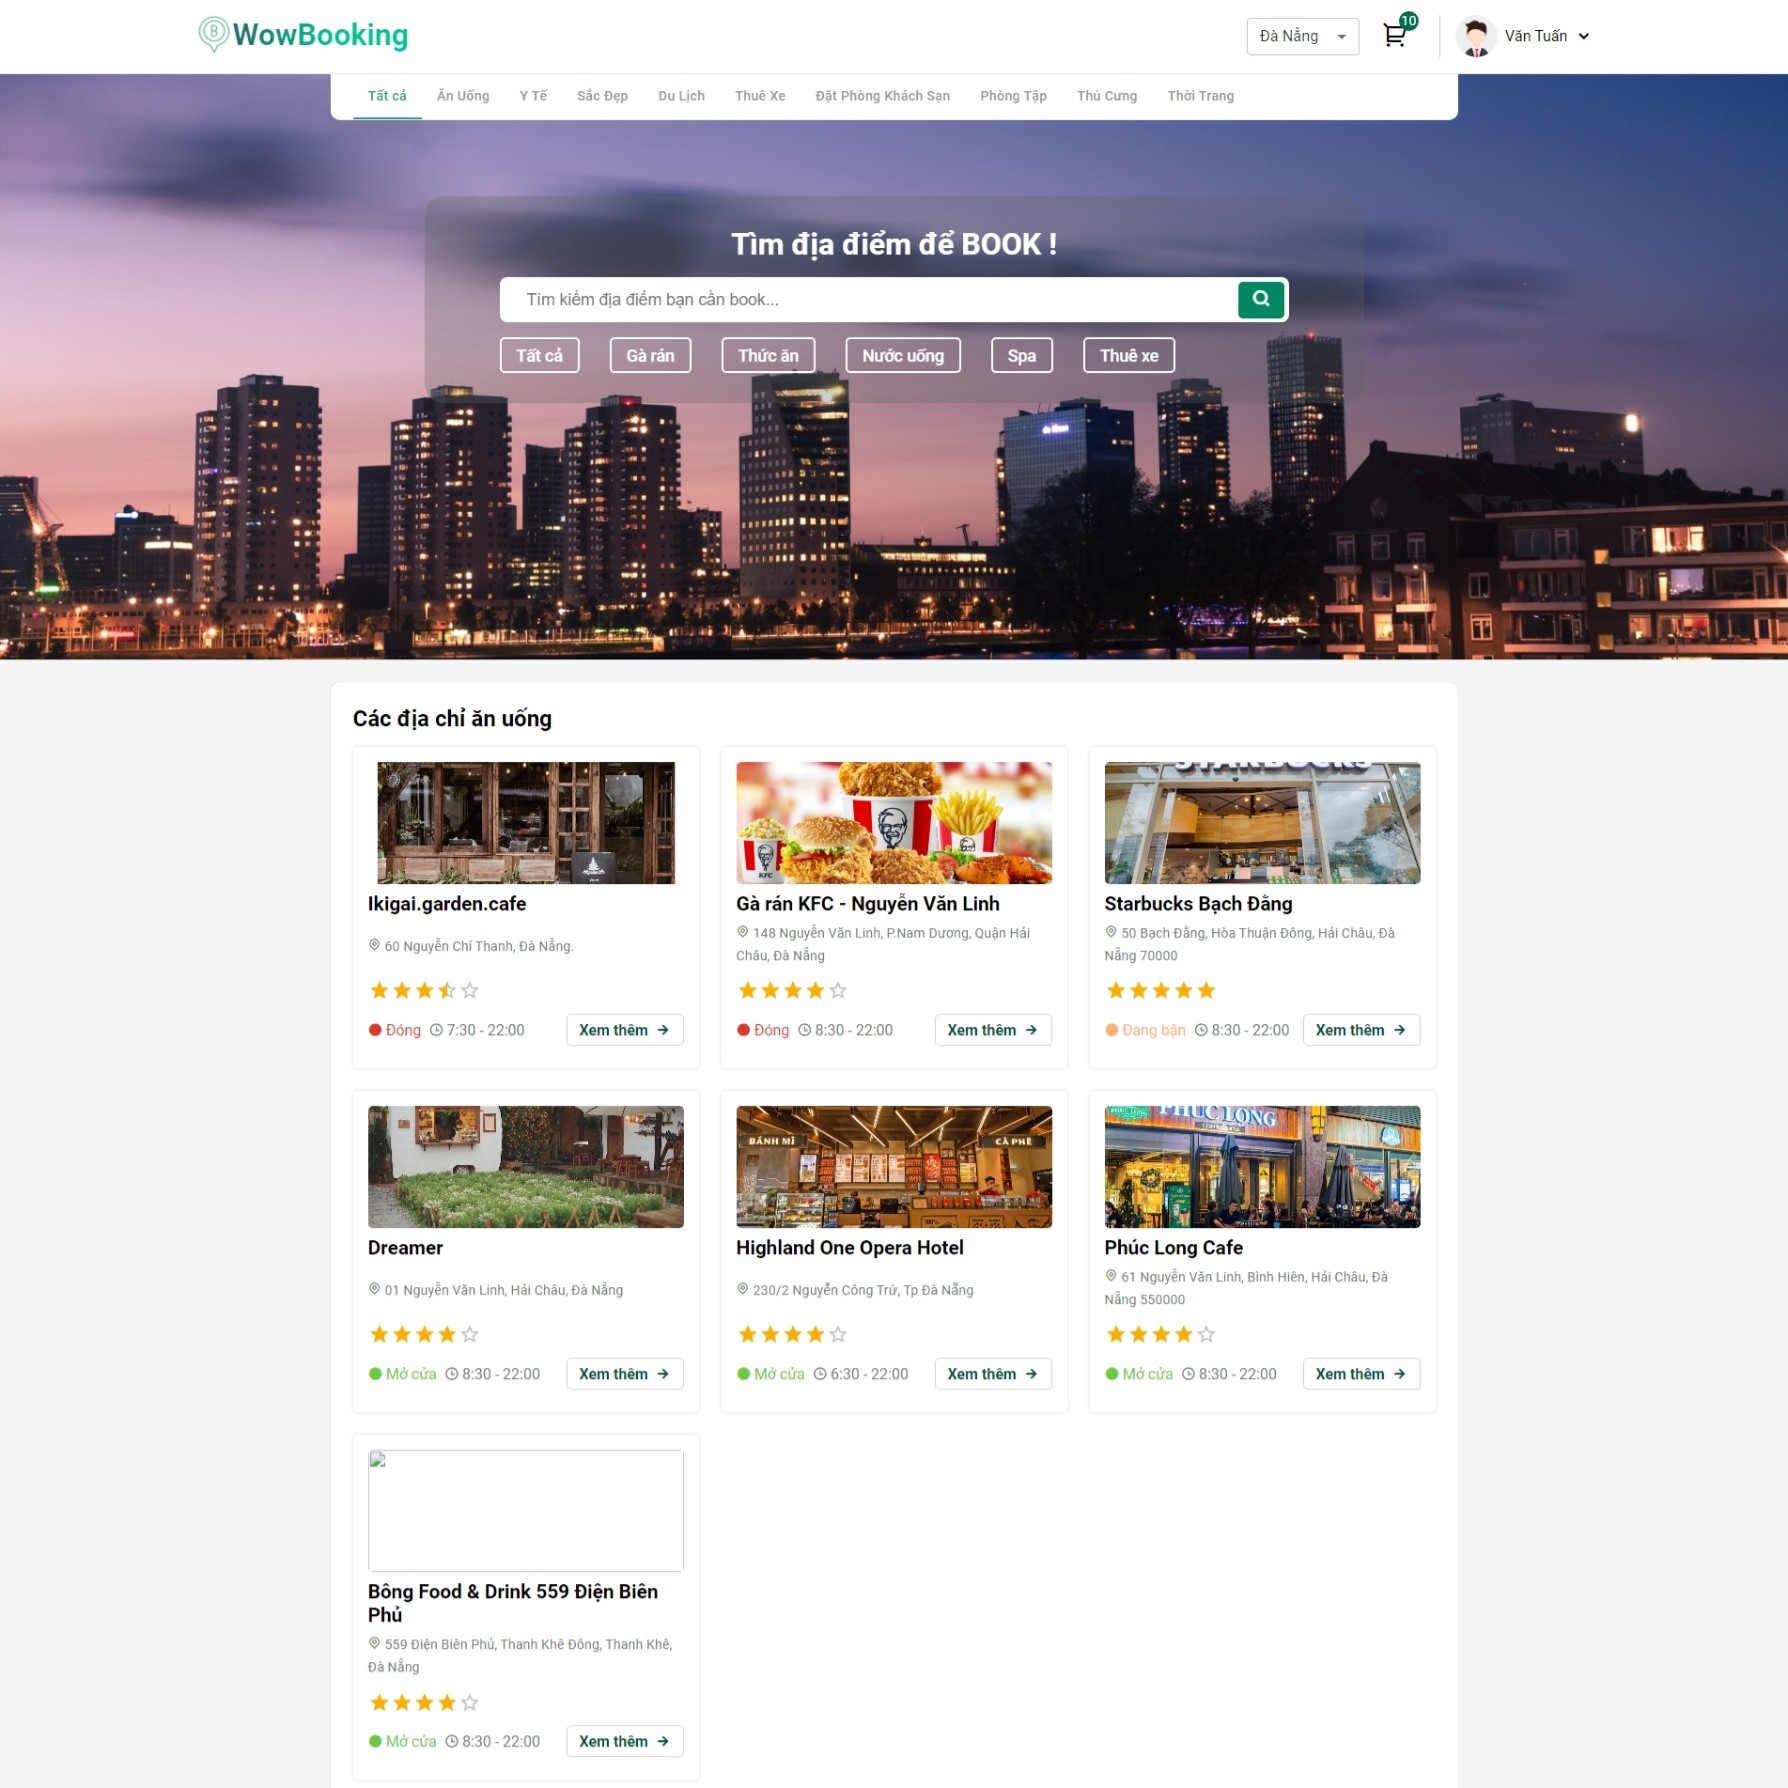 WowBooking
Đà Nẵng
10
Văn Tuấn
Tất cả Ăn Uống Y Tế Sắc Đẹp Du Lịch Thuê Xe Đặt Phòng Khách Sạn Phòng Tập Thú Cưng Thời Trang
Tìm địa điểm để BOOK !
Tìm kiếm địa điểm bạn cần book...
Tất cả Gà rán Thức ăn Nước uống Spa Thuê xe
Các địa chỉ ăn uống
Ikigai.garden.cafe
60 Nguyễn Chí Thanh, Đà Nẵng.
Đóng 7:30 - 22:00 Xem thêm →
KFC
Gà rán KFC - Nguyễn Văn Linh
148 Nguyễn Văn Linh, P.Nam Dương, Quận Hải
Châu, Đà Nẵng
Đóng 8:30 - 22:00 Xem thêm →
STARBUCKS
Starbucks Bạch Đằng
50 Bạch Đằng, Hòa Thuận Đông, Hải Châu, Đà
Nẵng 70000
Đang bận 8:30 - 22:00 Xem thêm →
Dreamer
01 Nguyễn Văn Linh, Hải Châu, Đà Nẵng
Mở cửa 8:30 - 22:00 Xem thêm →
BÁNH MÌ CÀ PHÊ
Highland One Opera Hotel
230/2 Nguyễn Công Trứ, Tp Đà Nẵng
Mở cửa 6:30 - 22:00 Xem thêm →
PHUC LONG
Phúc Long Cafe
61 Nguyễn Văn Linh, Bình Hiên, Hải Châu, Đà
Nẵng 550000
Mở cửa 8:30 - 22:00 Xem thêm →
Bông Food & Drink 559 Điện Biên
Phủ
559 Điện Biên Phủ, Thanh Khê Đông, Thanh Khê,
Đà Nẵng
Mở cửa 8:30 - 22:00 Xem thêm →